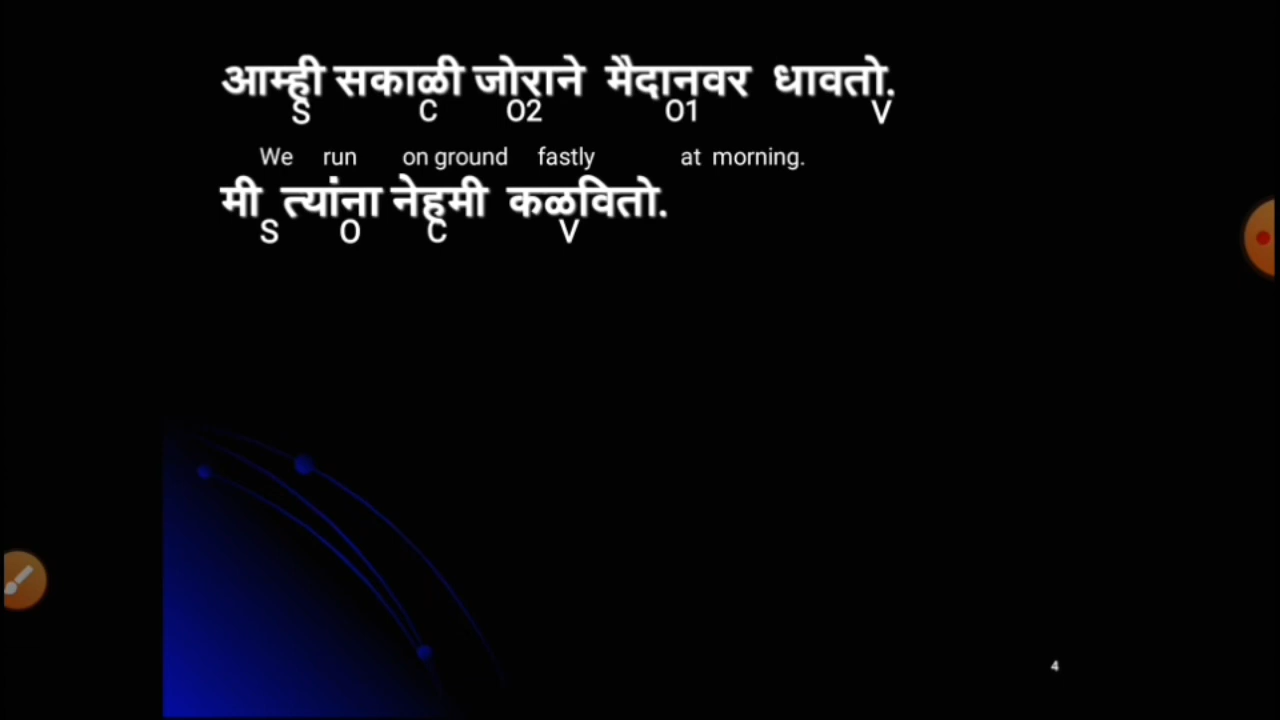 आम्ही सकाळी जोराने मैदानवर धावतो.
S C O2 O1 V
We run on ground fastly at morning.
मी त्यांना नेहमी कळवितो.
S O C V
4